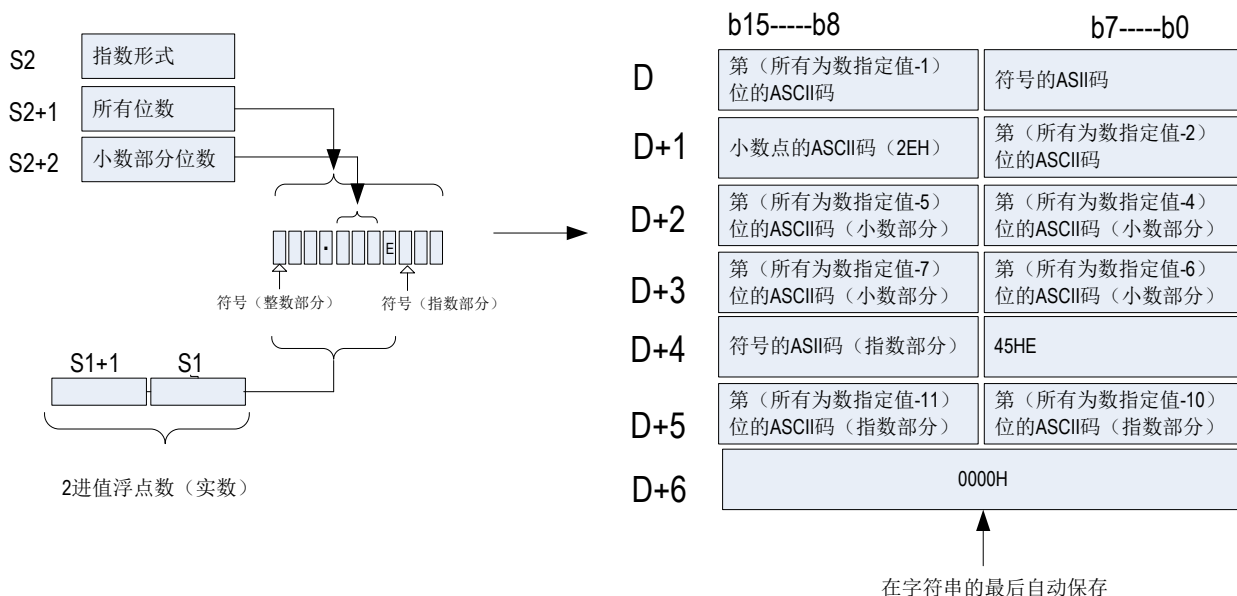 S2
指数形式
S2+1
所有位数
S2+2
小数部分位数
.
E
符号（整数部分）
符号（指数部分）
S1+1
S1
2进值浮点数（实数）
b15-----b8
b7-----b0
D
第（所有为数指定值-1）
位的ASCII码
符号的ASII码
D+1
小数点的ASCII码（2EH）
第（所有为数指定值-2）
位的ASCII码
D+2
第（所有为数指定值-5）
位的ASCII码（小数部分）
第（所有为数指定值-4）
位的ASCII码（小数部分）
D+3
第（所有为数指定值-7）
位的ASCII码（小数部分）
第（所有为数指定值-6）
位的ASCII码（小数部分）
D+4
符号的ASII码（指数部分）
45HE
D+5
第（所有为数指定值-11）
位的ASCII码（指数部分）
第（所有为数指定值-10）
位的ASCII码（指数部分）
D+6
0000H
在字符串的最后自动保存